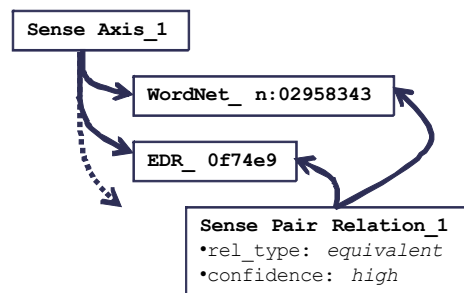 Sense Axis_1
WordNet_ n:02958343
EDR_ 0f74e9
Sense Pair Relation_1
•rel_type: equivalent
•confidence: high